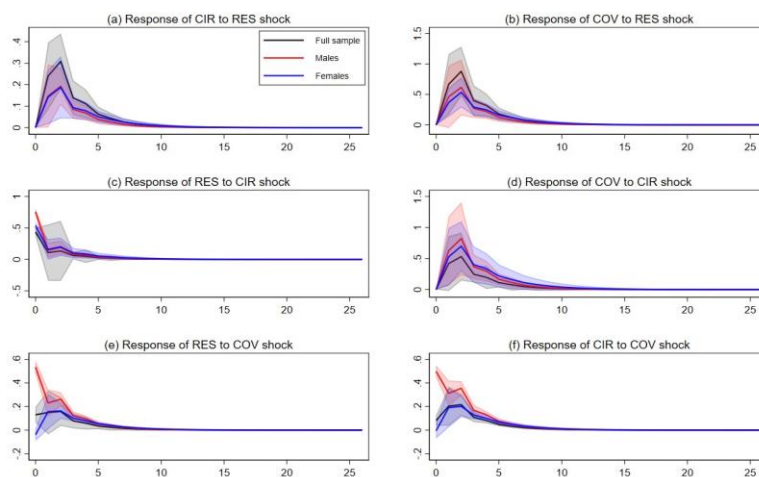 (a) Response of CIR to RES shock
.4
.3
.2
.1
0
0 5 10 15 20 25
Full sample
Males
Females
(b) Response of COV to RES shock
1.5
1
.5
0
0 5 10 15 20 25
(c) Response of RES to CIR shock
1
.5
0
-.5
0 5 10 15 20 25
(d) Response of COV to CIR shock
1.5
1
.5
0
0 5 10 15 20 25
(e) Response of RES to COV shock
.6
.4
.2
0
-.2
0 5 10 15 20 25
(f) Response of CIR to COV shock
.6
.4
.2
0
-.2
0 5 10 15 20 25